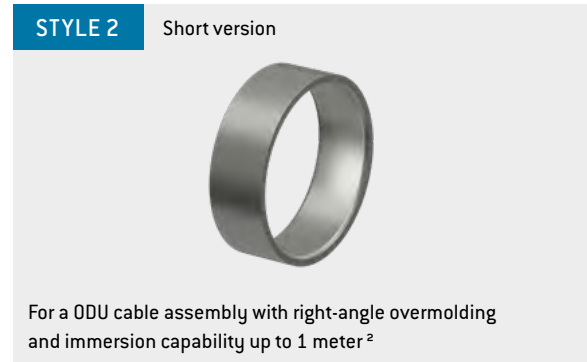 STYLE 2 Short version
For a ODU cable assembly with right-angle overmolding
and immersion capability up to 1 meter ²